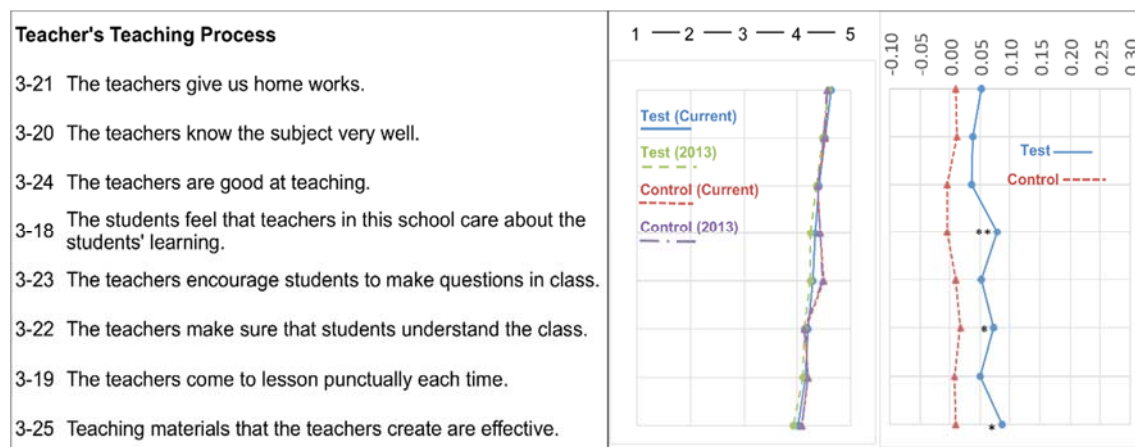 Teacher's Teaching Process
3-21 The teachers give us home works.
3-20 The teachers know the subject very well.
3-24 The teachers are good at teaching.
3-18 The students feel that teachers in this school care about the
students' learning.
3-23 The teachers encourage students to make questions in class.
3-22 The teachers make sure that students understand the class.
3-19 The teachers come to lesson punctually each time.
3-25 Teaching materials that the teachers create are effective.
1 — 2 — 3 — 4 — 5
Test (Current)
Test (2013)
Control (Current)
Control (2013)
-0.10 -0.05 0.00 0.05 0.10 0.15 0.20 0.25 0.30
Test
Control
**
*
*